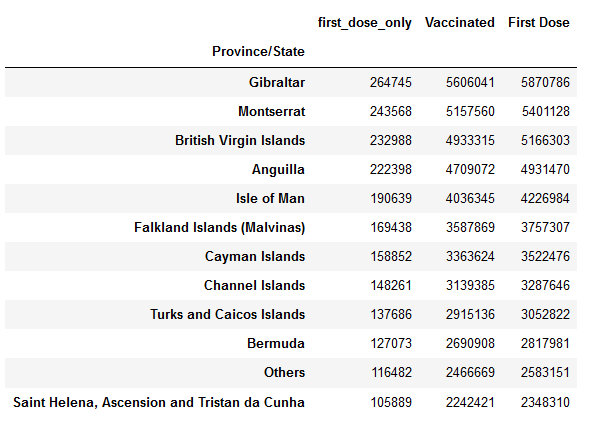 first_dose_only Vaccinated First Dose
Province/State
Gibraltar 264745 5606041 5870786
Montserrat 243568 5157560 5401128
British Virgin Islands 232988 4933315 5166303
Anguilla 222398 4709072 4931470
Isle of Man 190639 4036345 4226984
Falkland Islands (Malvinas) 169438 3587869 3757307
Cayman Islands 158852 3363624 3522476
Channel Islands 148261 3139385 3287646
Turks and Caicos Islands 137686 2915136 3052822
Bermuda 127073 2690908 2817981
Others 116482 2466669 2583151
Saint Helena, Ascension and Tristan da Cunha 105889 2242421 2348310